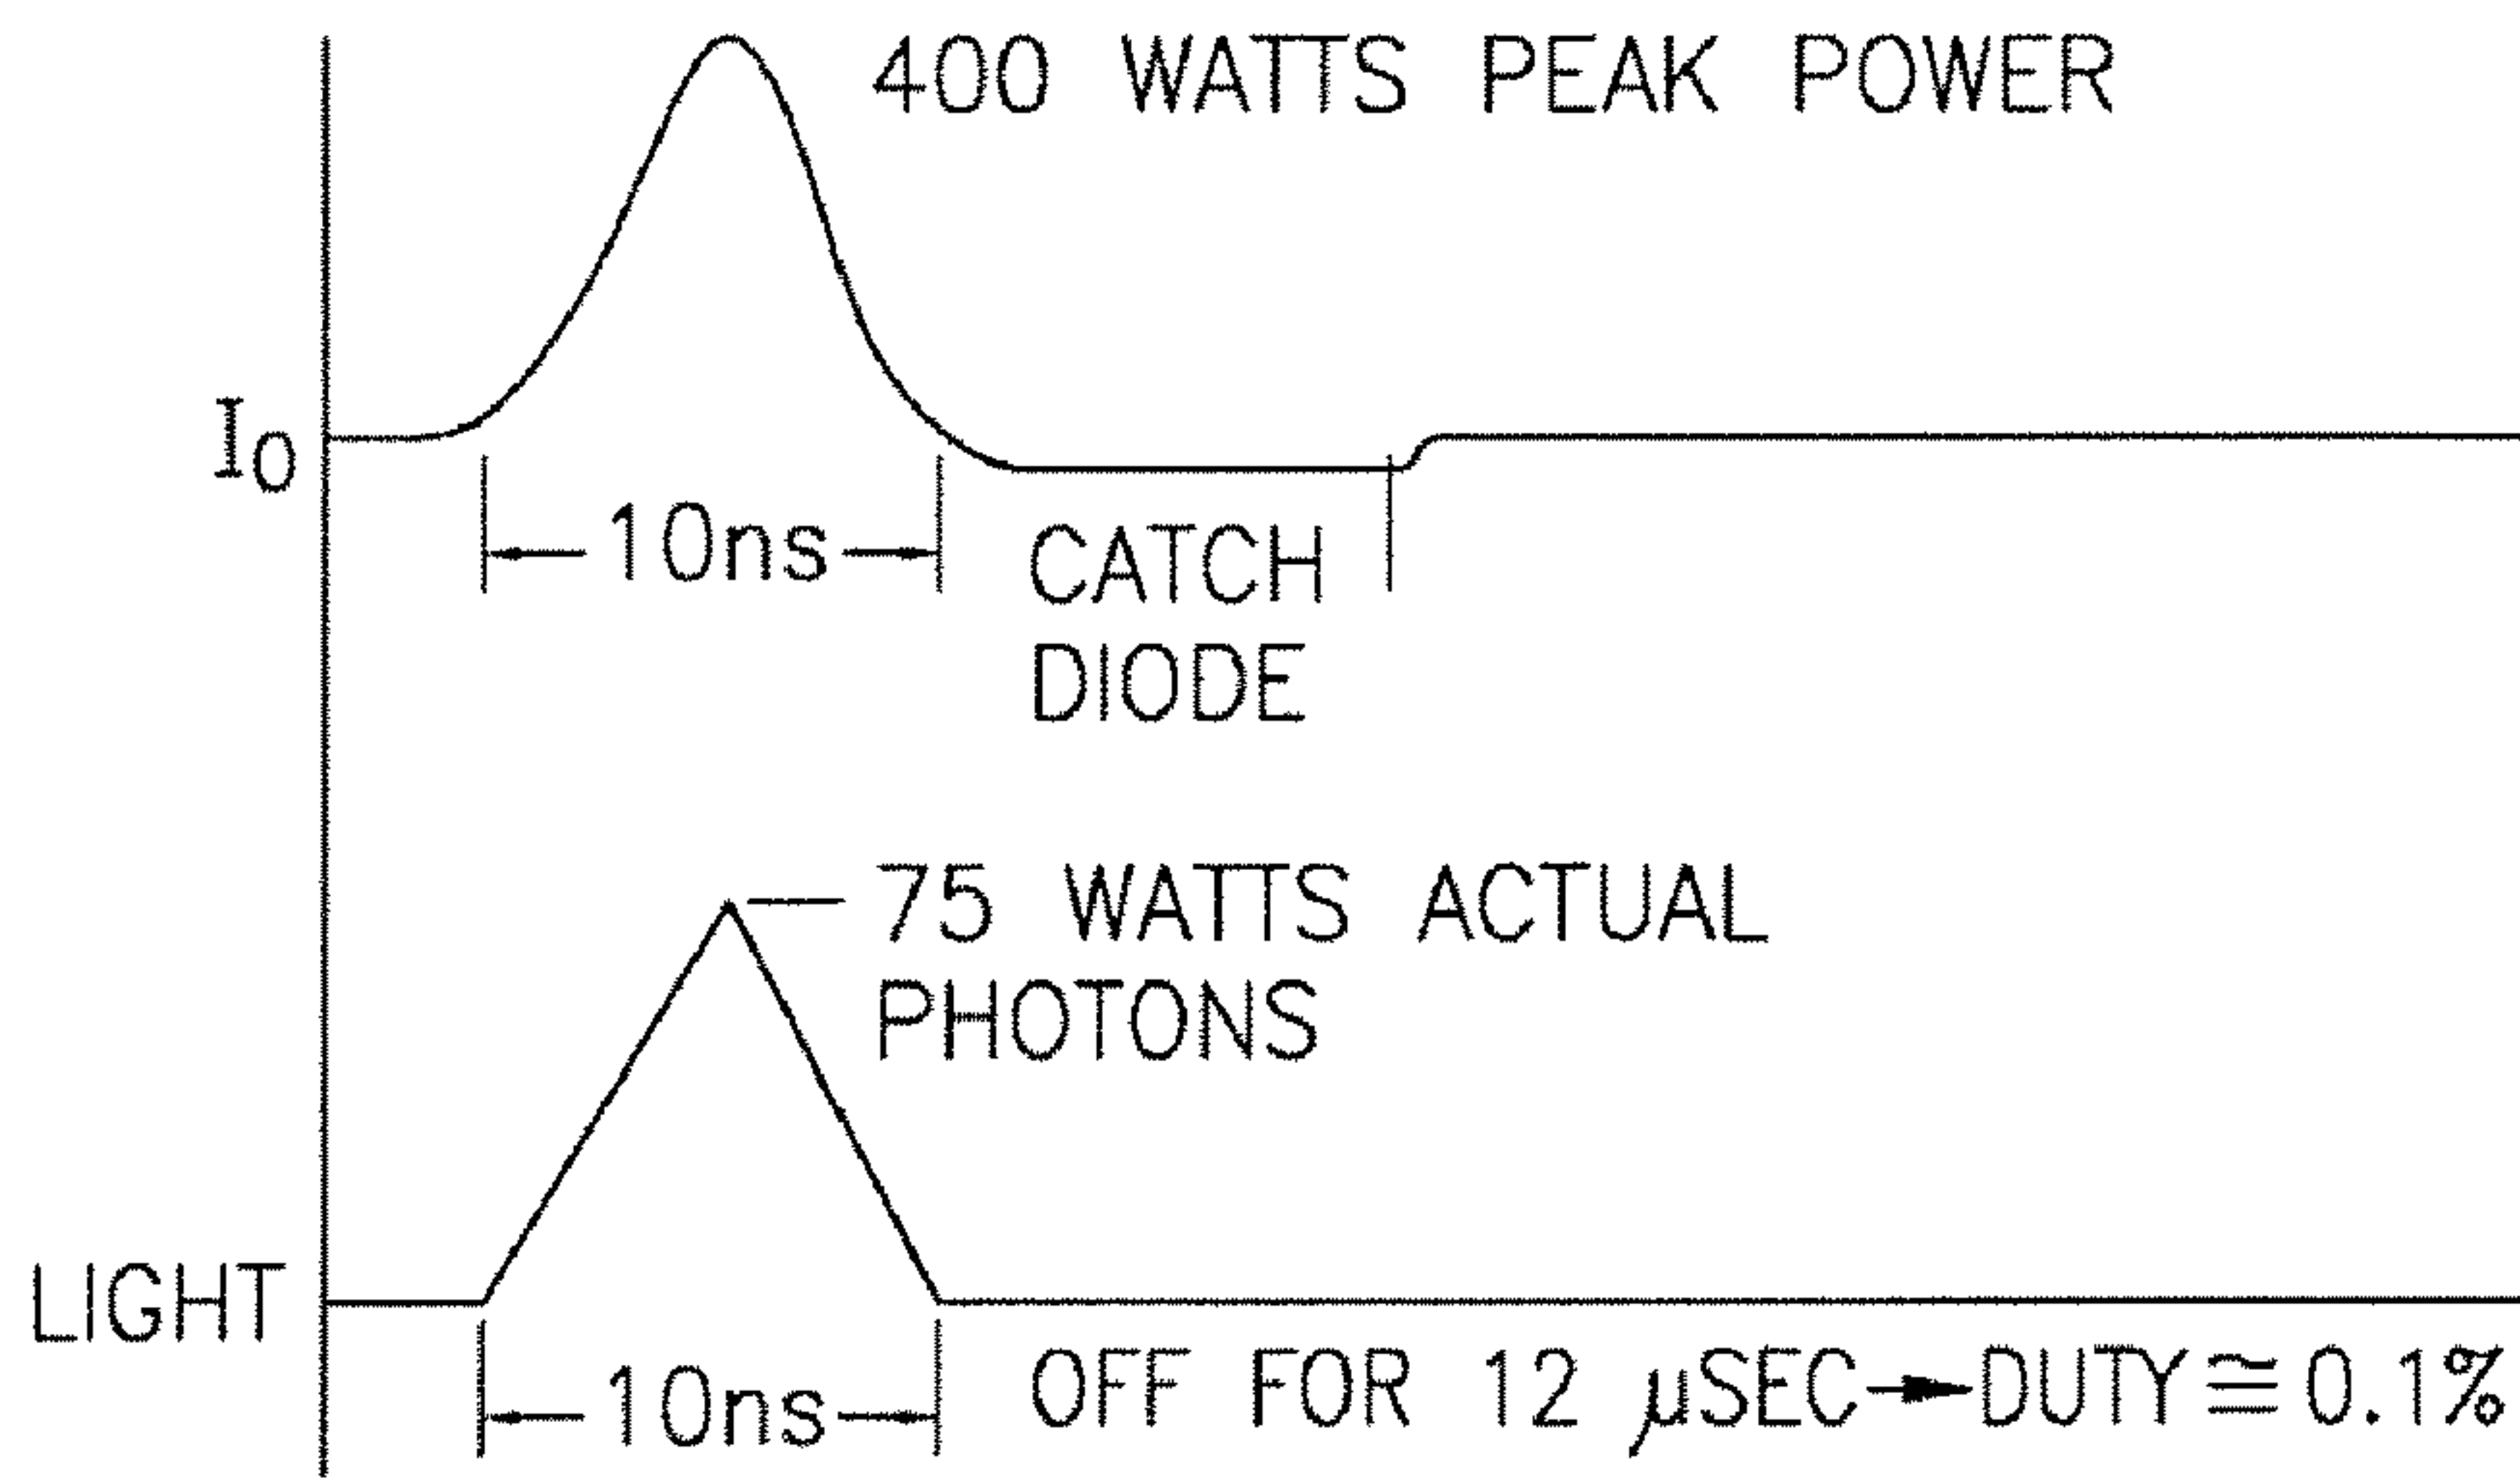 400 WATTS PEAK POWER
I₀
10ns
CATCH
DIODE
75 WATTS ACTUAL
PHOTONS
LIGHT
10ns
OFF FOR 12 µSEC→DUTY≅0.1%